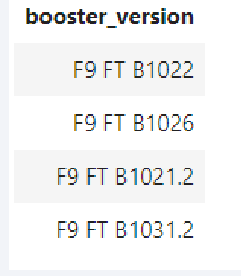 booster_version
F9 FT B1022
F9 FT B1026
F9 FT B1021.2
F9 FT B1031.2